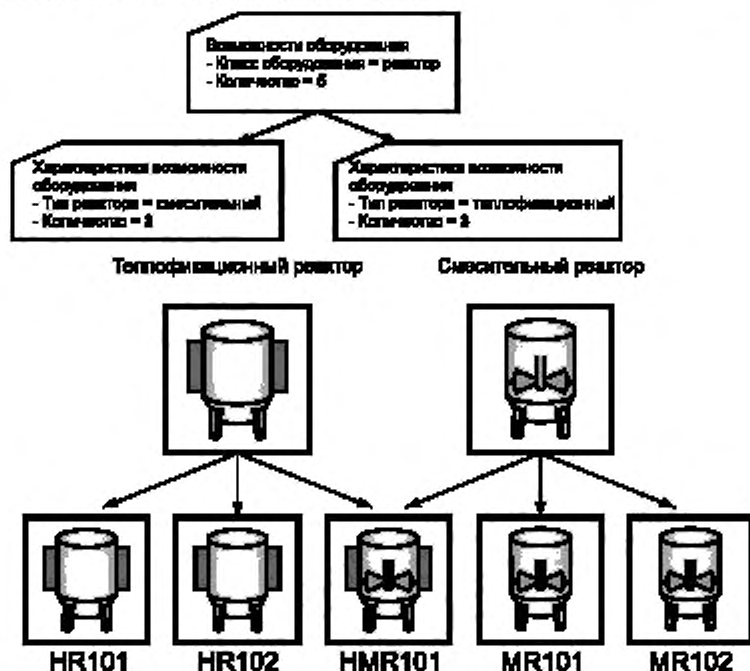 Возможности оборудования
- Класс оборудования = реактор
- Количество = 5
Характеристика возможности
оборудования
- Тип реактора = смесительный
- Количество = 3
Характеристика возможности
оборудования
- Тип реактора = теплофикационный
- Количество = 3
Теплофикационный реактор
Смесительный реактор
HR101
HR102
HMR101
MR101
MR102